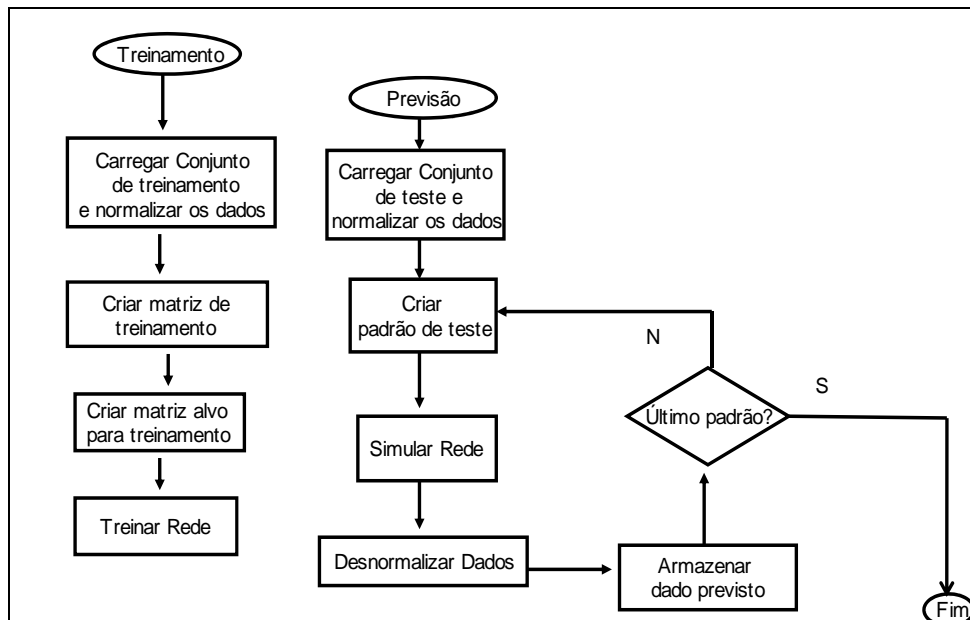 Treinamento
Carregar Conjunto
de treinamento
e normalizar os dados
Criar matriz de
treinamento
Criar matriz alvo
para treinamento
Treinar Rede
Previsão
Carregar Conjunto
de teste e
normalizar os dados
Criar
padrão de teste
Simular Rede
Desnormalizar Dados
Armazenar
dado previsto
Último padrão?
N
S
Fim